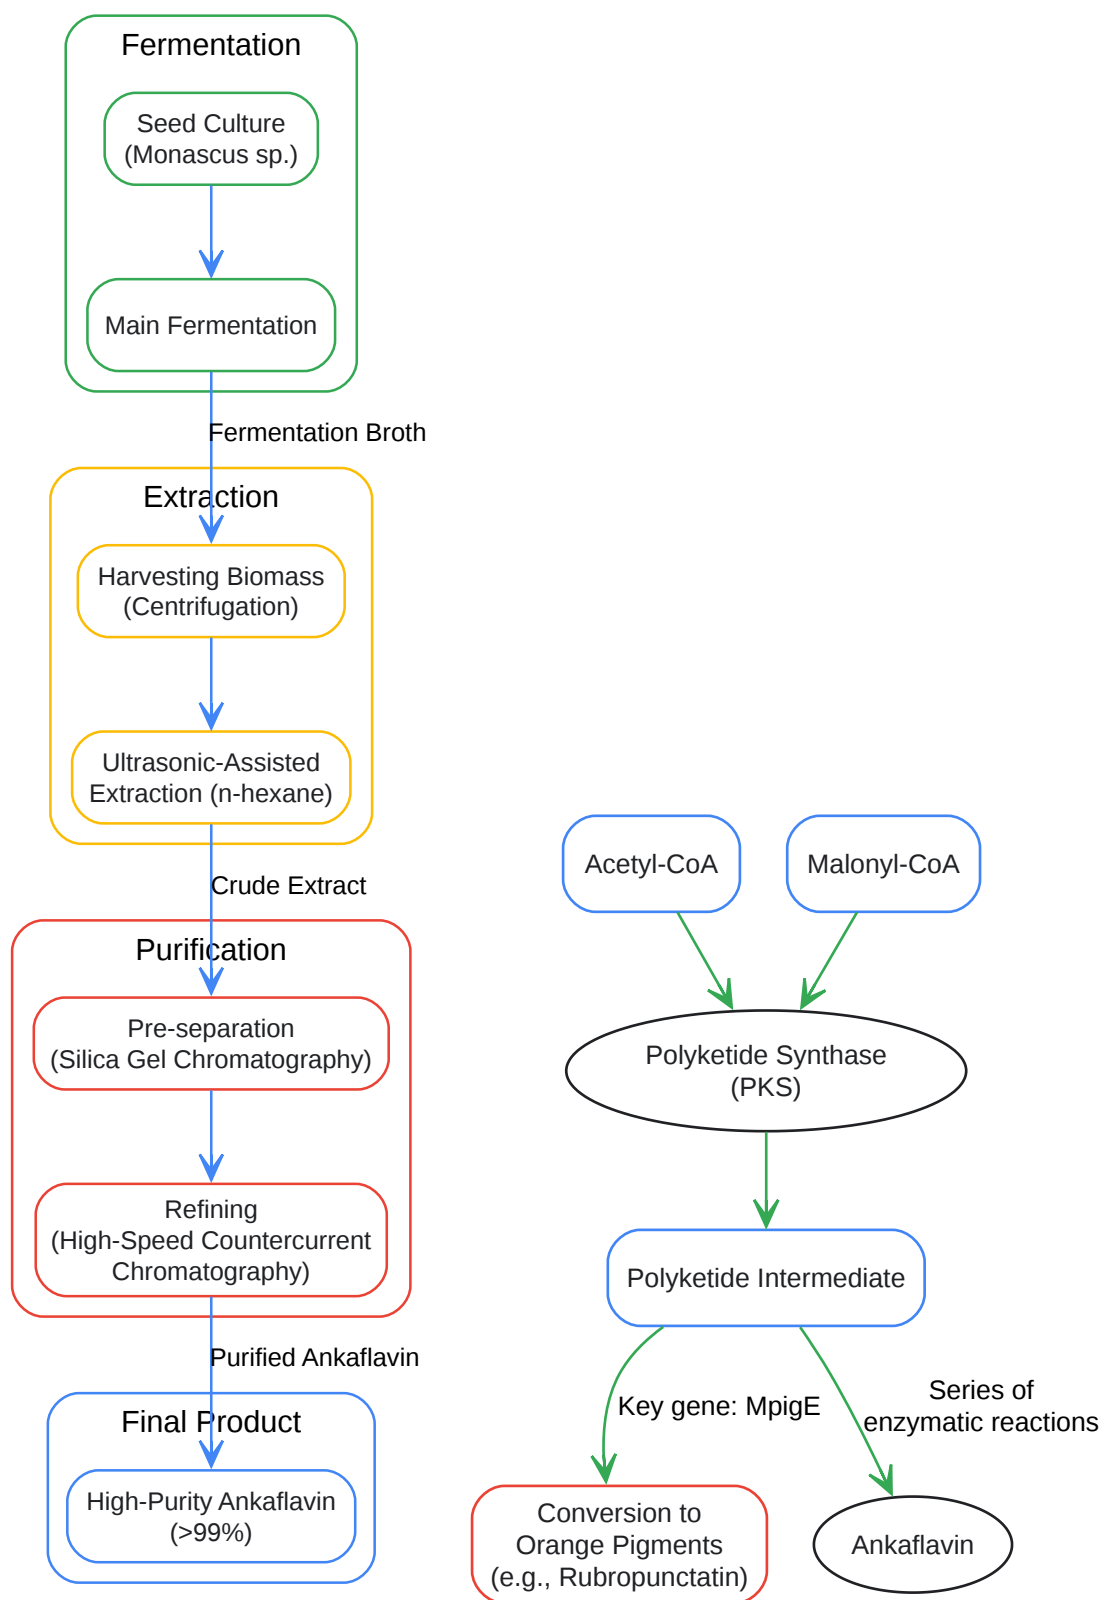 Fermentation
Seed Culture
(Monascus sp.)
Main Fermentation
Fermentation Broth
Extraction
Harvesting Biomass
(Centrifugation)
Ultrasonic-Assisted
Extraction (n-hexane)
Crude Extract
Purification
Pre-separation
(Silica Gel Chromatography)
Refining
(High-Speed Countercurrent
Chromatography)
Purified Ankaflavin
Final Product
High-Purity Ankaflavin
(>99%)
Acetyl-CoA
Malonyl-CoA
Polyketide Synthase
(PKS)
Polyketide Intermediate
Key gene: MpigE
Series of
enzymatic reactions
Conversion to
Orange Pigments
(e.g., Rubropunctatin)
Ankaflavin